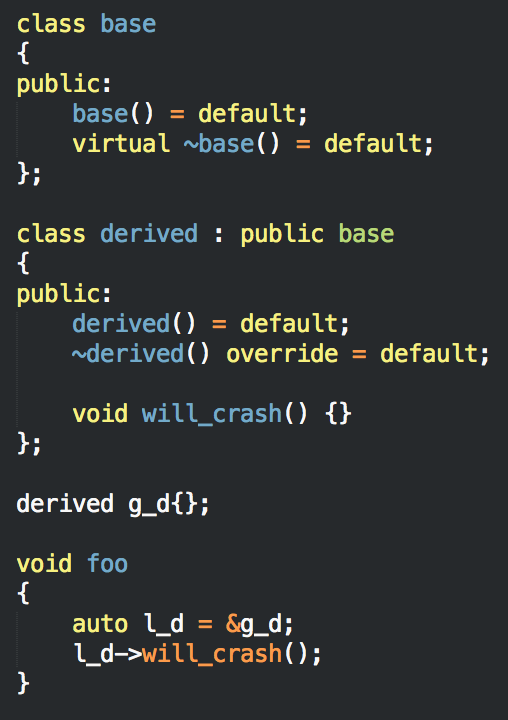 class base
{
public:
    base() = default;
    virtual ~base() = default;
};

class derived : public base
{
public:
    derived() = default;
    ~derived() override = default;

    void will_crash() {}
};

derived g_d{};

void foo
{
    auto l_d = &g_d;
    l_d->will_crash();
}